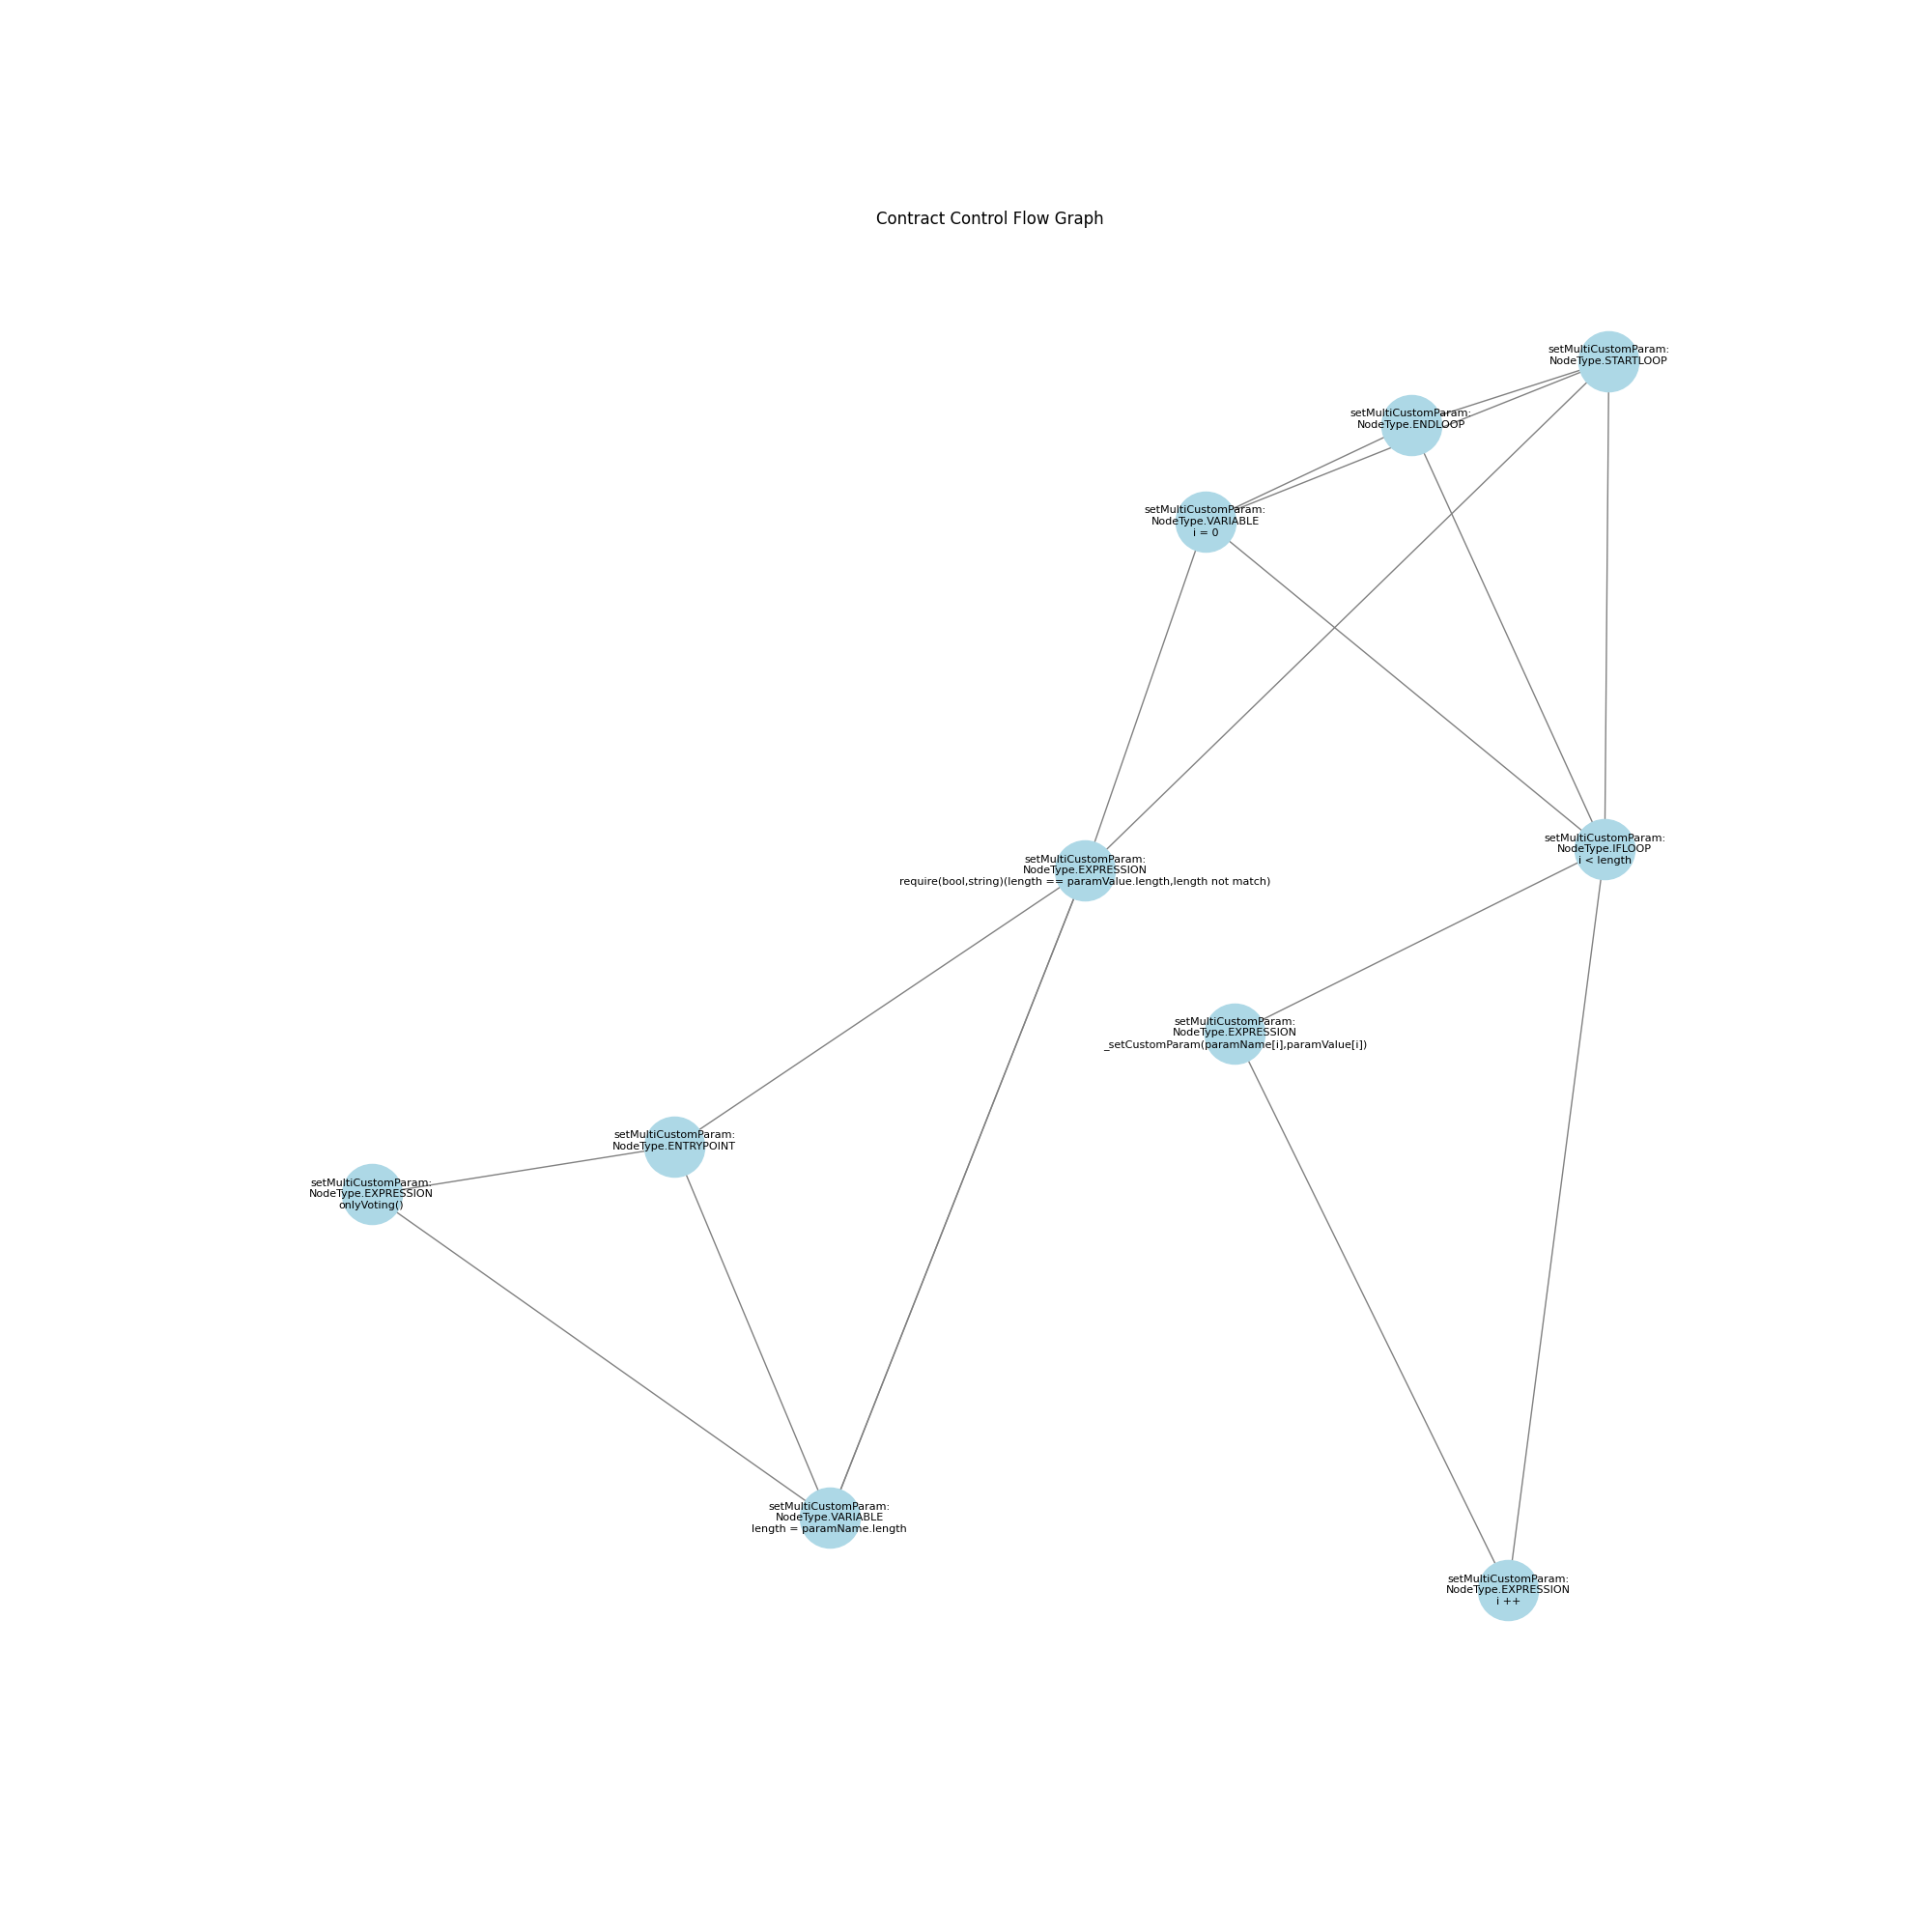 Contract Control Flow Graph
setMultiCustomParam:
NodeType.STARTLOOP
setMultiCustomParam:
NodeType.ENDLOOP
setMultiCustomParam:
NodeType.VARIABLE
i = 0
setMultiCustomParam:
NodeType.IFLOOP
i < length
setMultiCustomParam:
NodeType.EXPRESSION
require(bool,string)(length == paramValue.length,length not match)
setMultiCustomParam:
NodeType.EXPRESSION
_setCustomParam(paramName[i],paramValue[i])
setMultiCustomParam:
NodeType.ENTRYPOINT
setMultiCustomParam:
NodeType.EXPRESSION
onlyVoting()
setMultiCustomParam:
NodeType.VARIABLE
length = paramName.length
setMultiCustomParam:
NodeType.EXPRESSION
i ++